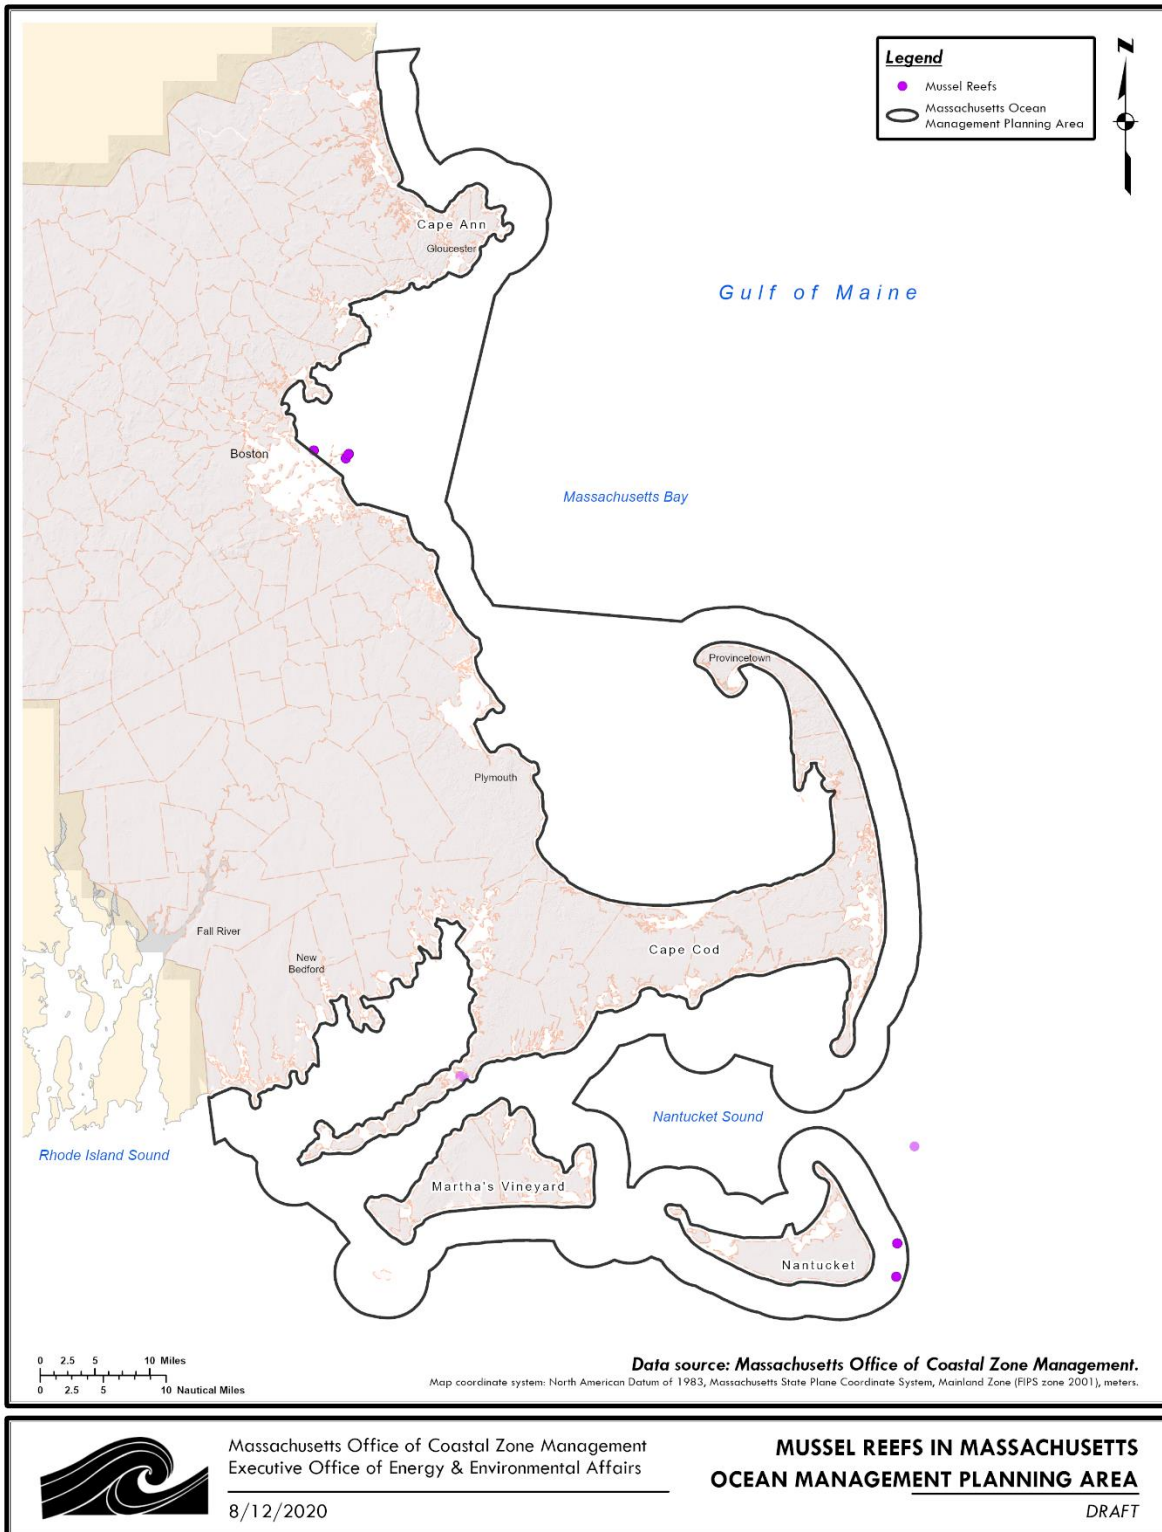 Legend
Mussel Reefs
Massachusetts Ocean
Management Planning Area
N
Cape Ann
Gloucester
Gulf of Maine
Boston
Massachusetts Bay
Provincetown
Plymouth
Fall River
New
Bedford
Cape Cod
Nantucket Sound
Rhode Island Sound
Martha's Vineyard
Nantucket
0 2.5 5 10 Miles
0 2.5 5 10 Nautical Miles
Data source: Massachusetts Office of Coastal Zone Management.
Map coordinate system: North American Datum of 1983, Massachusetts State Plane Coordinate System, Mainland Zone (FIPS zone 2001), meters.
Massachusetts Office of Coastal Zone Management
Executive Office of Energy & Environmental Affairs
8/12/2020
MUSSEL REEFS IN MASSACHUSETTS
OCEAN MANAGEMENT PLANNING AREA
DRAFT